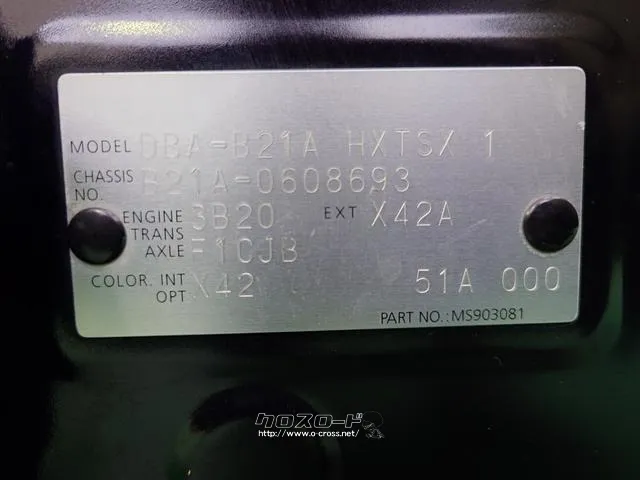 MODEL DBA-B21A HXTSX 1
CHASSIS NO. B21A-0608693
ENGINE 3B20 EXT X42A
TRANS AXLE F1CJB
COLOR. INT OPT X42 51A 000
PART NO.:MS903081
クロスロード
http://www.o-cross.net/